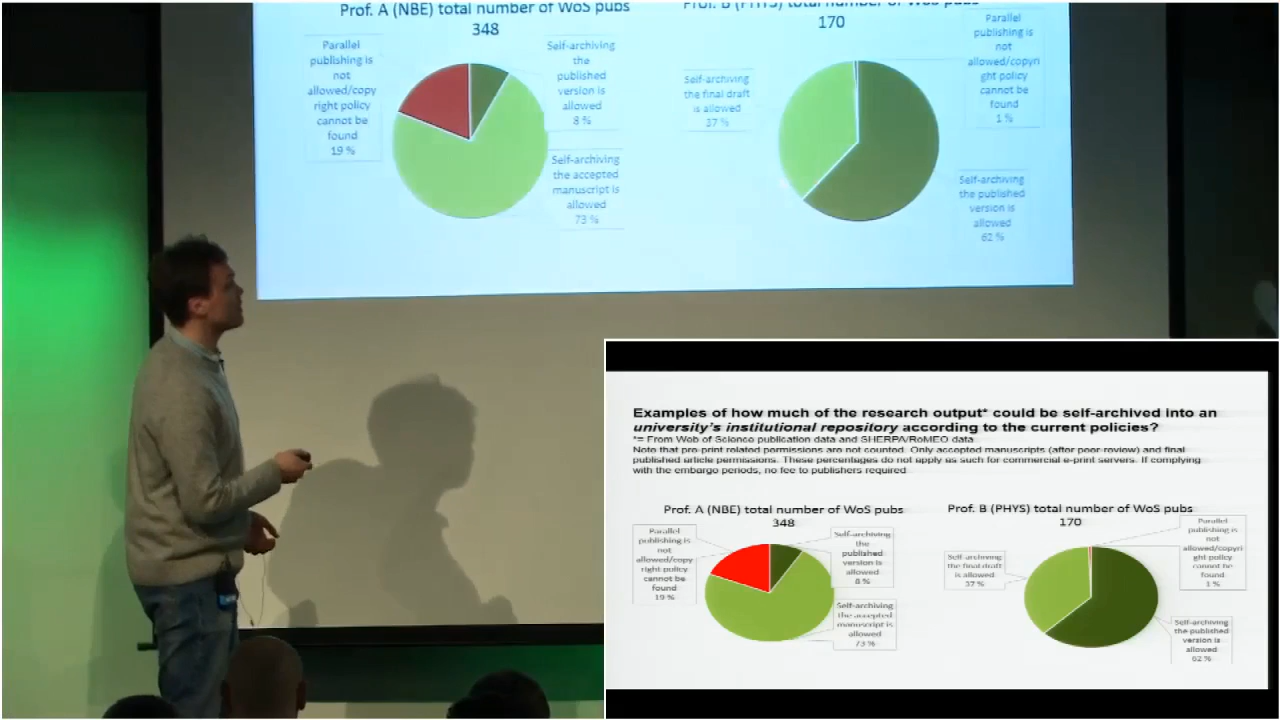 Prof. A (NBE) total number of WoS pubs
348
Parallel
publishing is
not
allowed/copy
right policy
cannot be
found
19 %
Self-archiving
the
published
version is
allowed
8 %
Self-archiving
the accepted
manuscript is
allowed
73 %
Prof. B (PHYS) total number of WoS pubs
170
Self-archiving
the final draft
is allowed
37 %
Parallel
publishing is
not
allowed/copyri
ght policy
cannot be
found
1 %
Self-archiving
the published
version is
allowed
62 %
Examples of how much of the research output* could be self-archived into an
university's institutional repository according to the current policies?
*= From Web of Science publication data and SHERPA/RoMEO data
Note that pre-print related permissions are not counted. Only accepted manuscripts (after peer review) and final
published article permissions. These percentages do not apply as such for commercial e-print servers. If complying
with the embargo periods, no fee to publishers required
Prof. A (NBE) total number of WoS pubs
348
Parallel
publishing is
not
allowed/copy
right policy
cannot be
found
19 %
Self-archiving
the
published
version is
allowed
8 %
Self-archiving
the accepted
manuscript is
allowed
73 %
Prof. B (PHYS) total number of WoS pubs
170
Self-archiving
the final draft
is allowed
37 %
Parallel
publishing is
not
allowed/copyri
ght policy
cannot be
found
1 %
Self-archiving
the published
version is
allowed
62 %